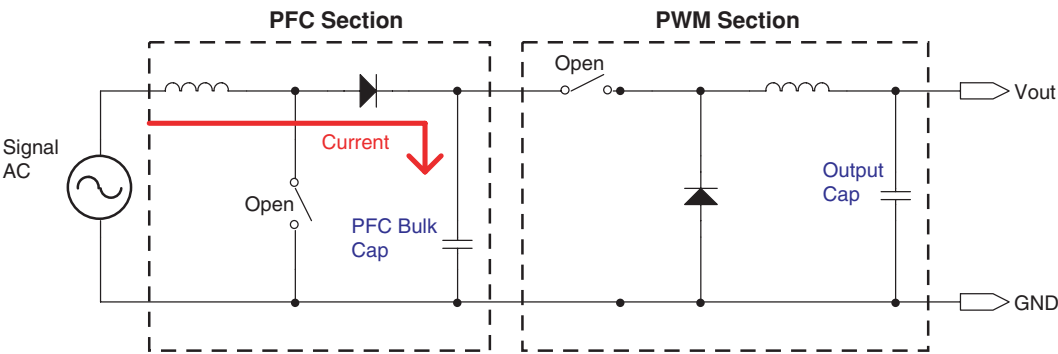 PFC Section
PWM Section
Open
Vout
Signal
AC
Current
Open
PFC Bulk
Cap
Output
Cap
GND